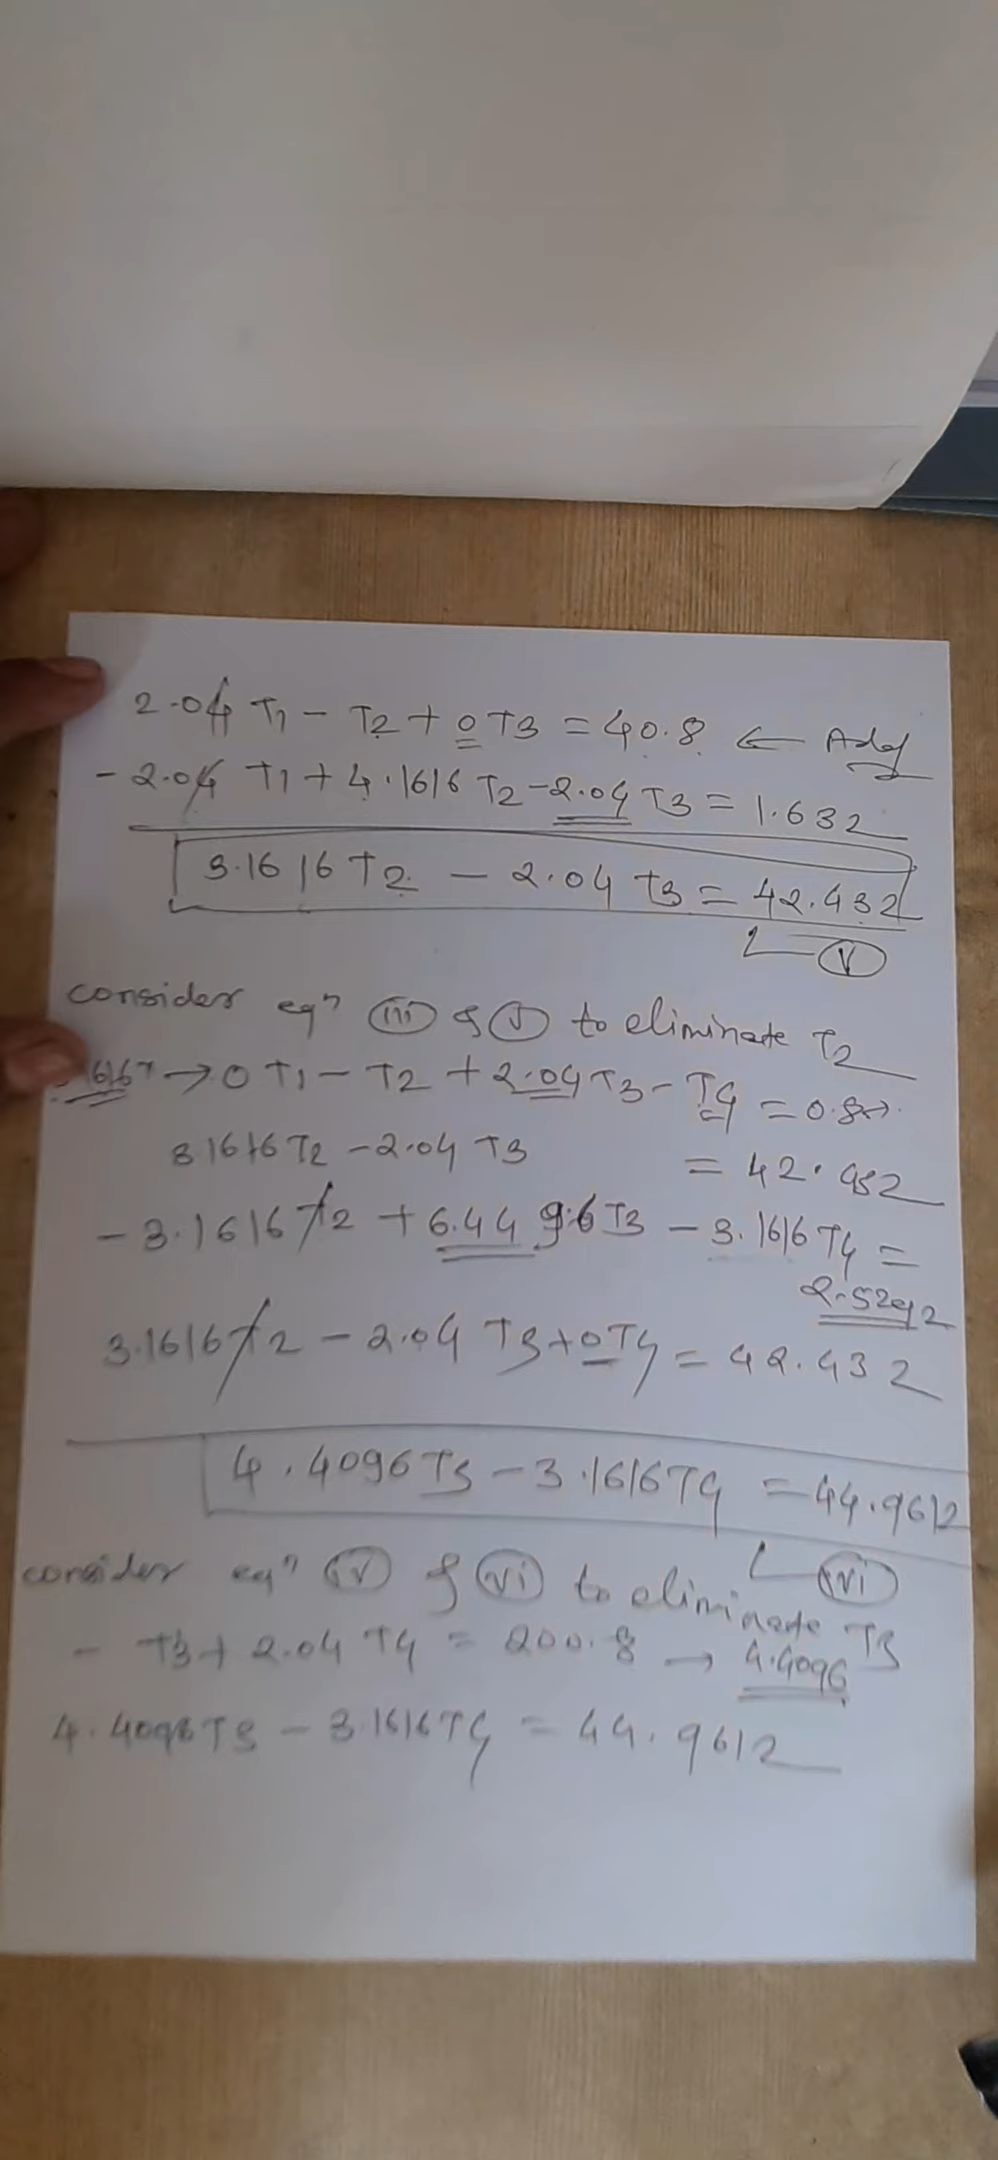 2.04 T1 - T2 + 0 T3 = 40.8 ← Add
- 2.04 T1 + 4.1616 T2 - 2.04 T3 = 1.632
3.1616 T2 - 2.04 T3 = 42.432
(V)
consider eqn (iii) & (V) to eliminate T2
→ 0 T1 - T2 + 2.04 T3 - T4 = 0.8
3.1616 T2 - 2.04 T3 = 42.452
- 3.1616 T2 + 6.4496 T3 - 3.1616 T4 =
2.5292
3.1616 T2 - 2.04 T3 + 0 T4 = 42.432
4.4096 T3 - 3.1616 T4 = 44.9612
(vi)
consider eqn (iv) & (vi) to eliminate T3
- T3 + 2.04 T4 = 200.8 → 4.4096
4.4096 T3 - 3.1616 T4 = 44.9612